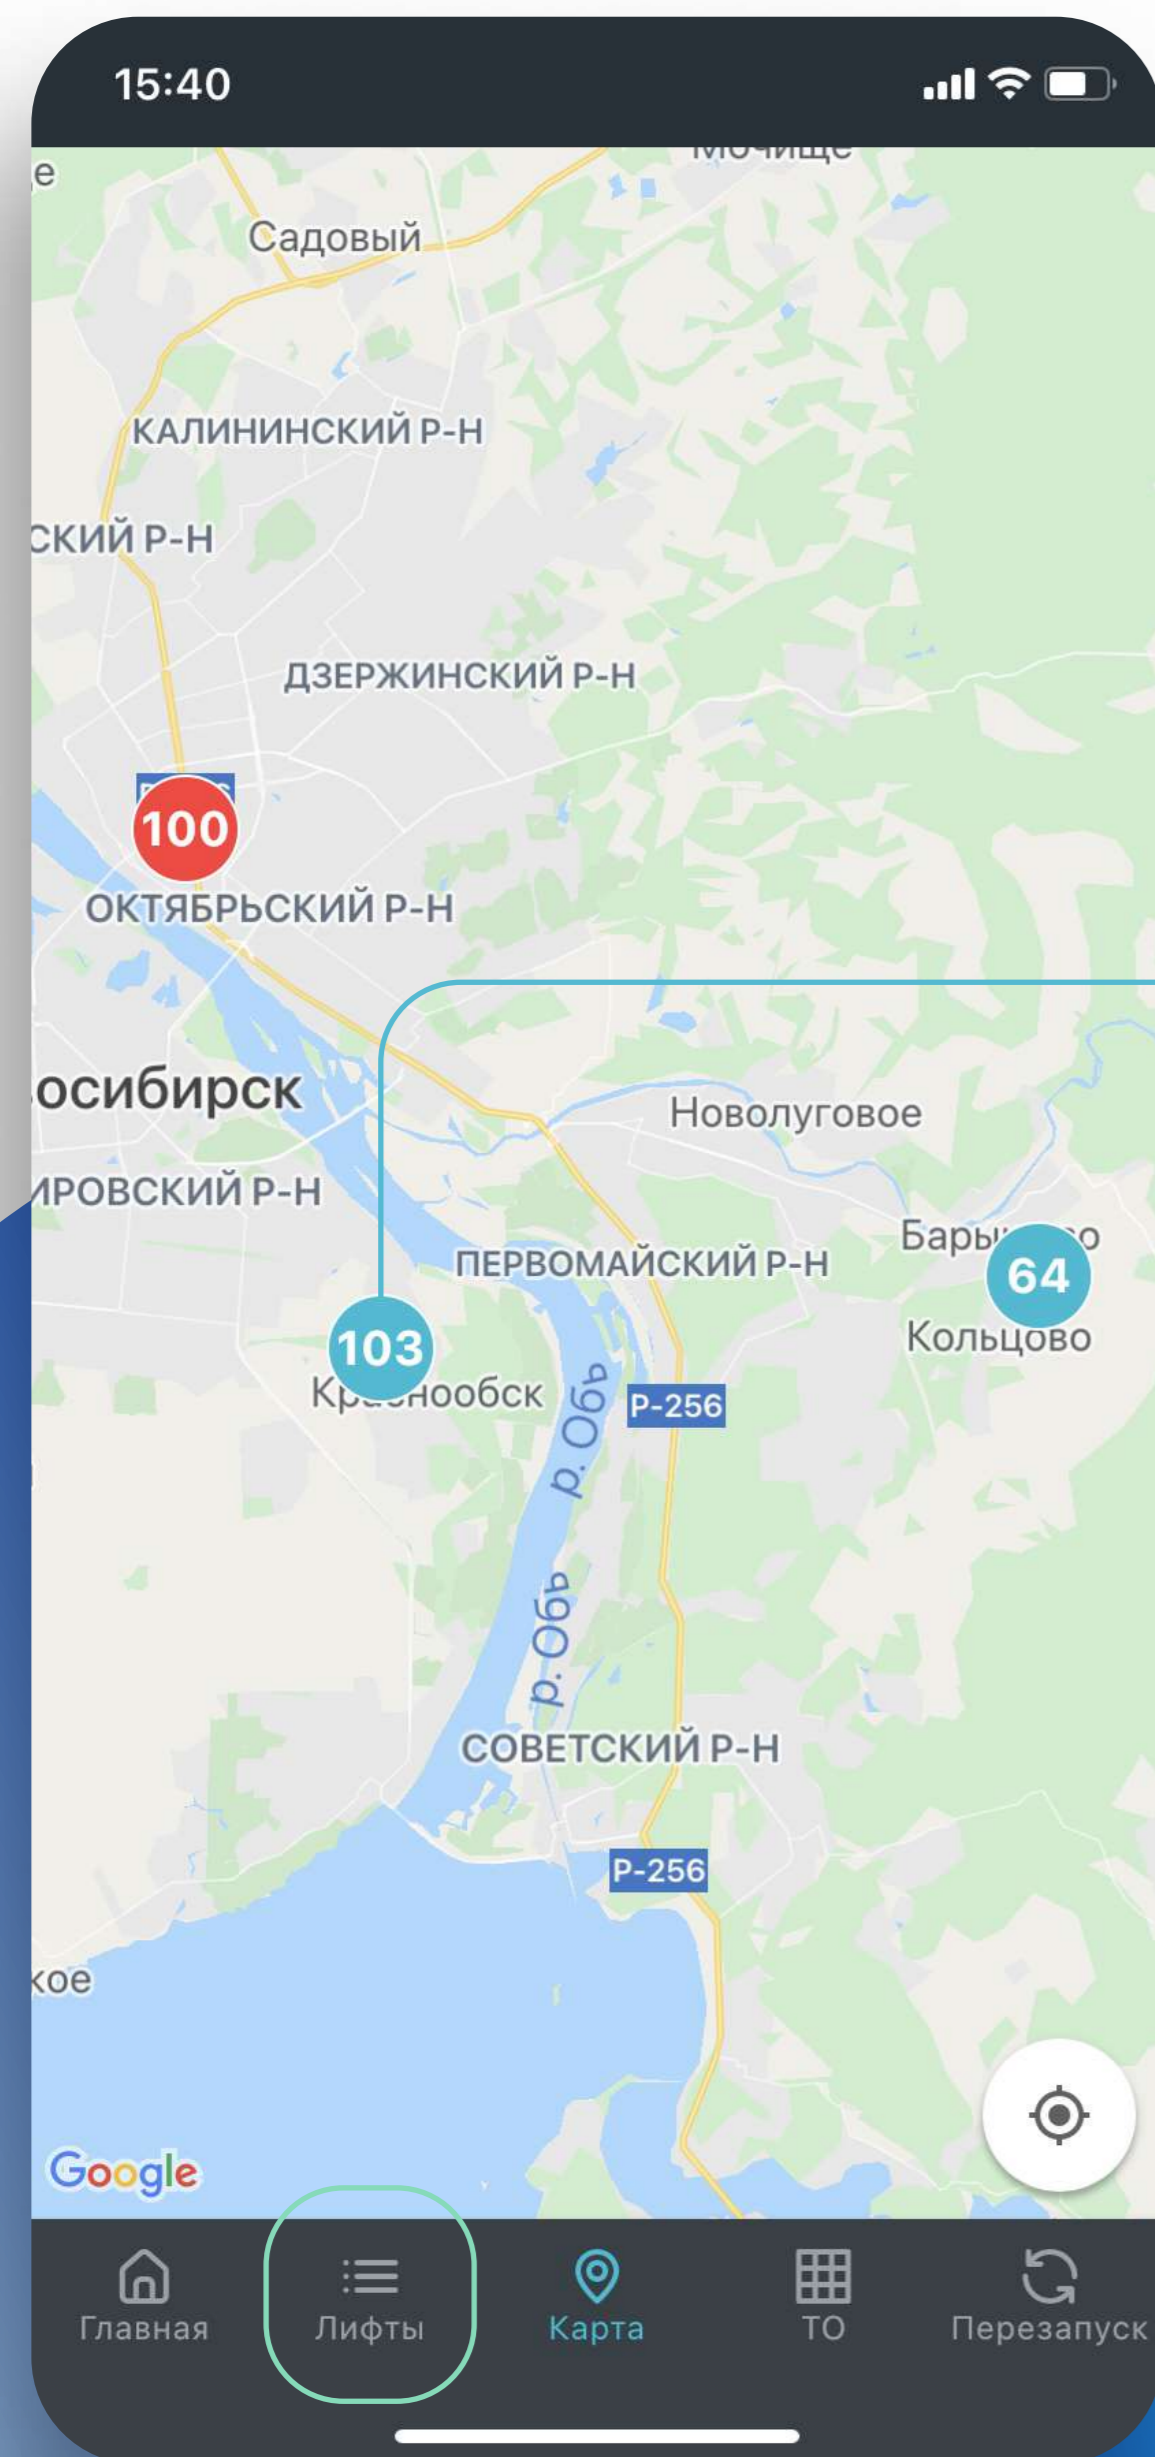 15:40
Мочище
Садовый
КАЛИНИНСКИЙ Р-Н
СКИЙ Р-Н
ДЗЕРЖИНСКИЙ Р-Н
100
ОКТЯБРЬСКИЙ Р-Н
осибирск
Новолуговое
ИРОВСКИЙ Р-Н
ПЕРВОМАЙСКИЙ Р-Н
64
Кольцово
103
р. Обь
Р-256
р. Обь
СОВЕТСКИЙ Р-Н
Р-256
кое
Google
Главная
Лифты
Карта
ТО
Перезапуск